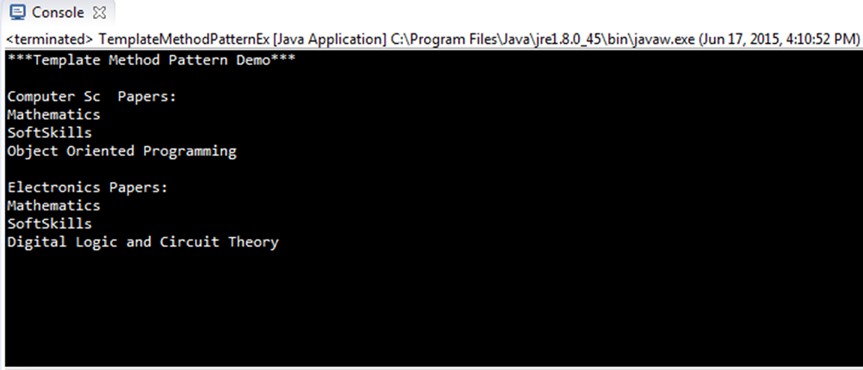 Console
<terminated> TemplateMethodPatternEx [Java Application] C:\Program Files\Java\jre1.8.0_45\bin\javaw.exe (Jun 17, 2015, 4:10:52 PM)
***Template Method Pattern Demo***
Computer Sc  Papers:
Mathematics
SoftSkills
Object Oriented Programming
Electronics Papers:
Mathematics
SoftSkills
Digital Logic and Circuit Theory